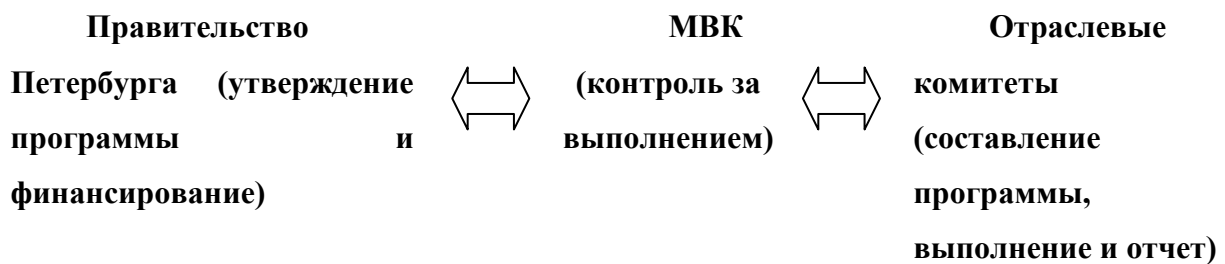 Правительство
Петербурга (утверждение
программы и
финансирование)
МВК
(контроль за
выполнением)
Отраслевые
комитеты
(составление
программы,
выполнение и отчет)